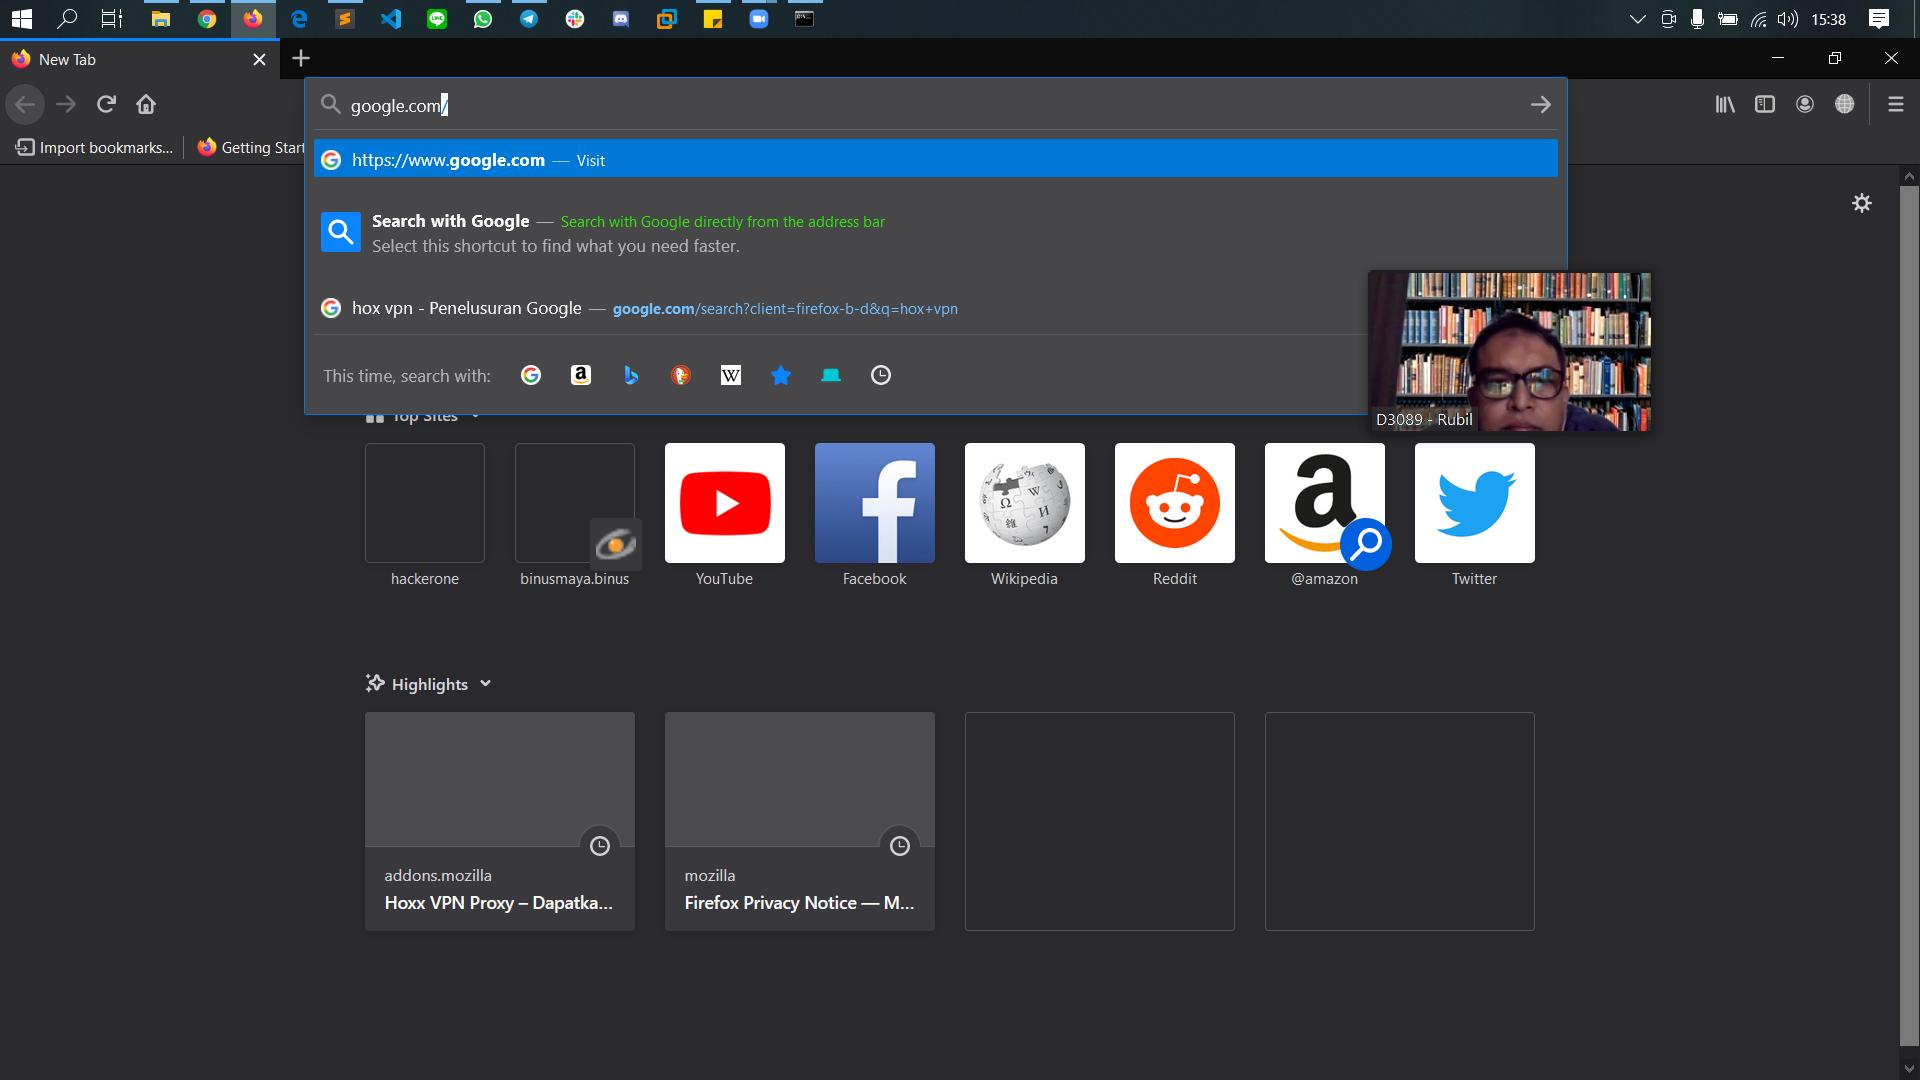 15:38
New Tab
google.com/
Import bookmarks...
Getting Start
https://www.google.com — Visit
Search with Google — Search with Google directly from the address bar
Select this shortcut to find what you need faster.
hox vpn - Penelusuran Google — google.com/search?client=firefox-b-d&q=hox+vpn
This time, search with:
D3089 - Rubil
Top Sites
hackerone
binusmaya.binus
YouTube
Facebook
Wikipedia
Reddit
@amazon
Twitter
Highlights
addons.mozilla
Hoxx VPN Proxy – Dapatka...
mozilla
Firefox Privacy Notice — M...